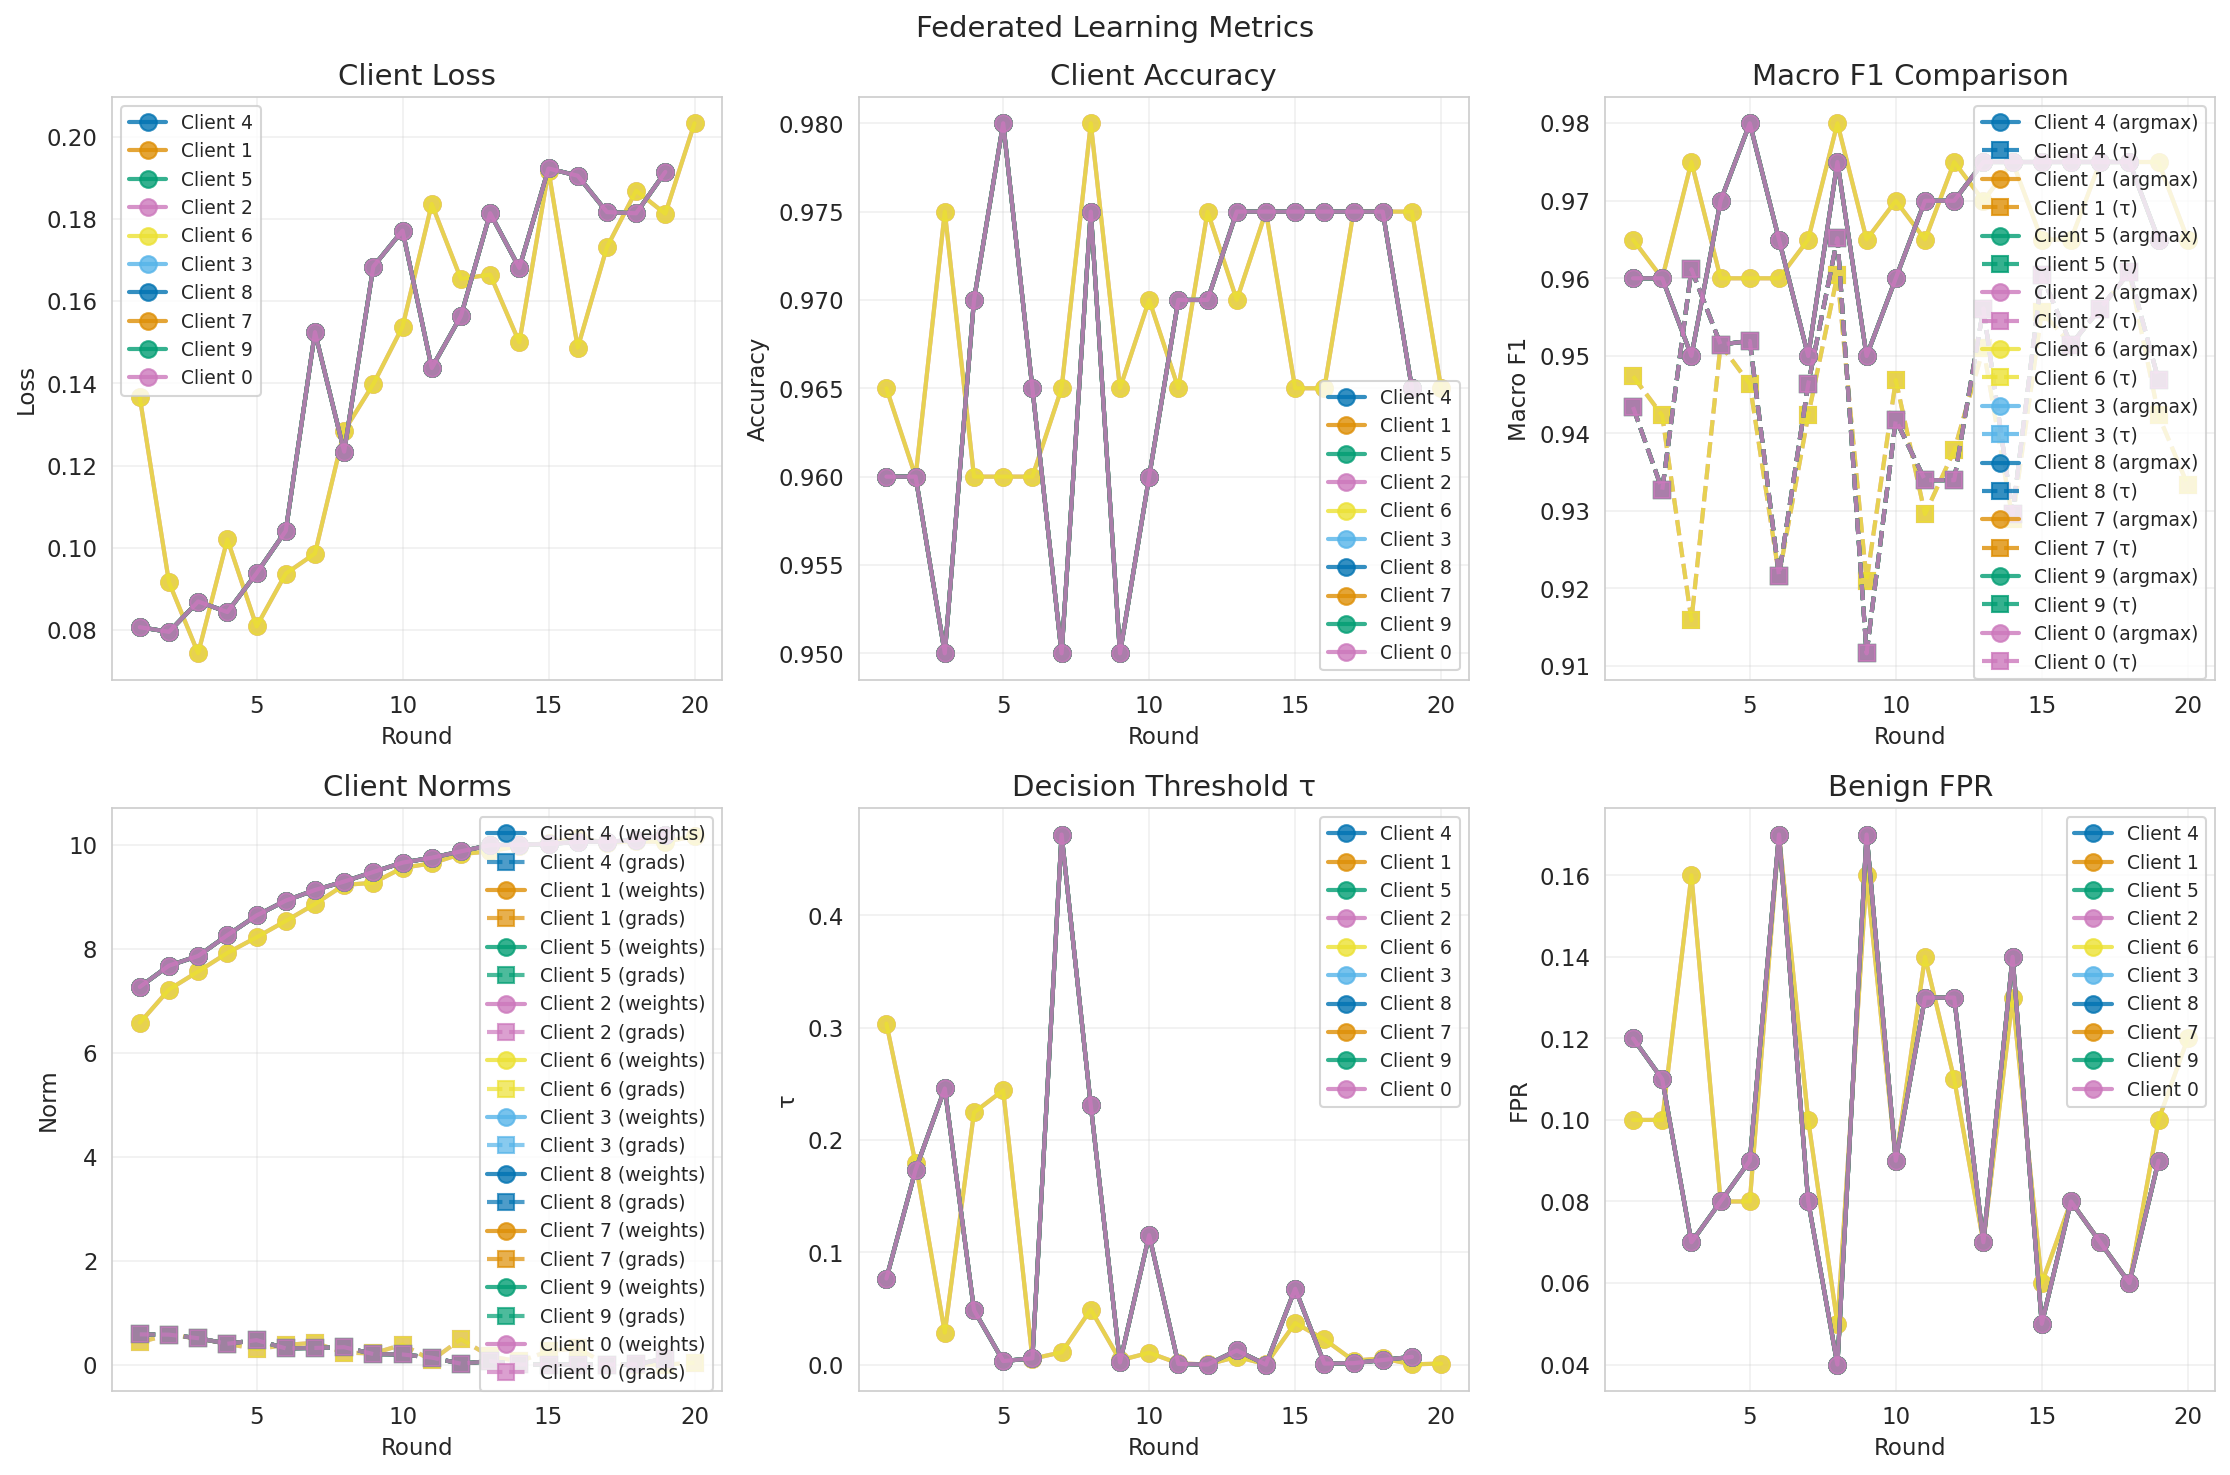 Federated Learning Metrics
Client Loss
Loss
0.20
0.18
0.16
0.14
0.12
0.10
0.08
5 10 15 20
Round
Client 4
Client 1
Client 5
Client 2
Client 6
Client 3
Client 8
Client 7
Client 9
Client 0
Client Accuracy
Accuracy
0.980
0.975
0.970
0.965
0.960
0.955
0.950
5 10 15 20
Round
Client 4
Client 1
Client 5
Client 2
Client 6
Client 3
Client 8
Client 7
Client 9
Client 0
Macro F1 Comparison
Macro F1
0.98
0.97
0.96
0.95
0.94
0.93
0.92
0.91
5 10 15 20
Round
Client 4 (argmax)
Client 4 (τ)
Client 1 (argmax)
Client 1 (τ)
Client 5 (argmax)
Client 5 (τ)
Client 2 (argmax)
Client 2 (τ)
Client 6 (argmax)
Client 6 (τ)
Client 3 (argmax)
Client 3 (τ)
Client 8 (argmax)
Client 8 (τ)
Client 7 (argmax)
Client 7 (τ)
Client 9 (argmax)
Client 9 (τ)
Client 0 (argmax)
Client 0 (τ)
Client Norms
Norm
10
8
6
4
2
0
5 10 15 20
Round
Client 4 (weights)
Client 4 (grads)
Client 1 (weights)
Client 1 (grads)
Client 5 (weights)
Client 5 (grads)
Client 2 (weights)
Client 2 (grads)
Client 6 (weights)
Client 6 (grads)
Client 3 (weights)
Client 3 (grads)
Client 8 (weights)
Client 8 (grads)
Client 7 (weights)
Client 7 (grads)
Client 9 (weights)
Client 9 (grads)
Client 0 (weights)
Client 0 (grads)
Decision Threshold τ
τ
0.4
0.3
0.2
0.1
0.0
5 10 15 20
Round
Client 4
Client 1
Client 5
Client 2
Client 6
Client 3
Client 8
Client 7
Client 9
Client 0
Benign FPR
FPR
0.16
0.14
0.12
0.10
0.08
0.06
0.04
5 10 15 20
Round
Client 4
Client 1
Client 5
Client 2
Client 6
Client 3
Client 8
Client 7
Client 9
Client 0